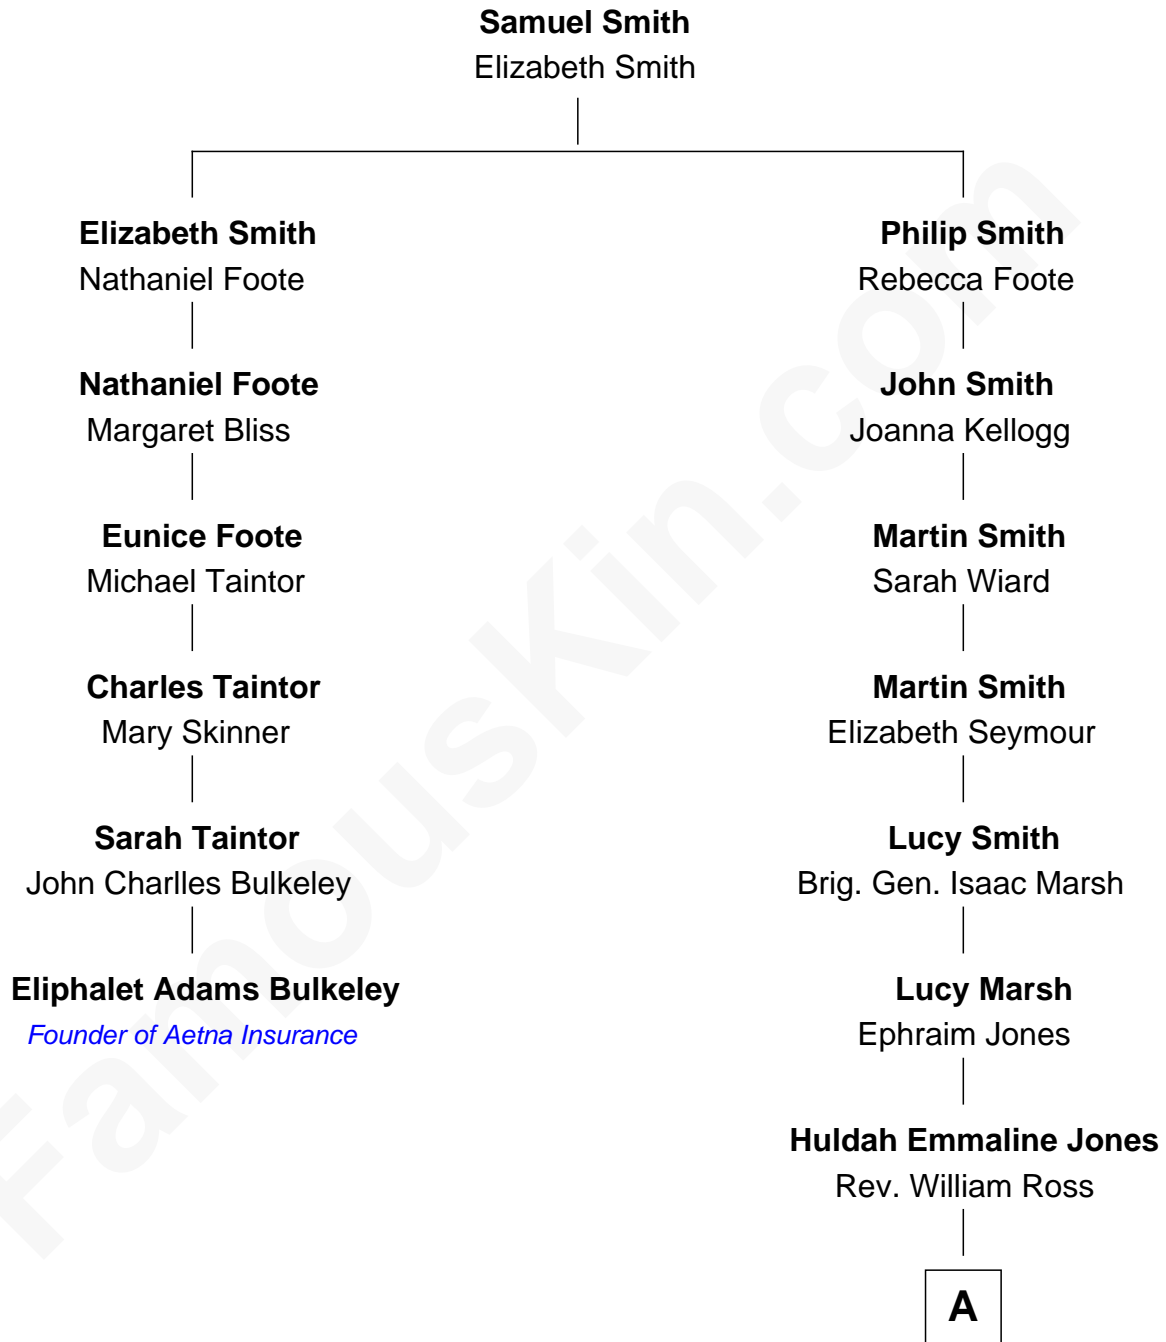 Samuel Smith
Elizabeth Smith
Elizabeth Smith
Nathaniel Foote
Philip Smith
Rebecca Foote
Nathaniel Foote
Margaret Bliss
John Smith
Joanna Kellogg
Eunice Foote
Michael Taintor
Martin Smith
Sarah Wiard
Charles Taintor
Mary Skinner
Martin Smith
Elizabeth Seymour
Sarah Taintor
John Charlles Bulkeley
Lucy Smith
Brig. Gen. Isaac Marsh
Eliphalet Adams Bulkeley
Founder of Aetna Insurance
Lucy Marsh
Ephraim Jones
Huldah Emmaline Jones
Rev. William Ross
A
FamousKin.com